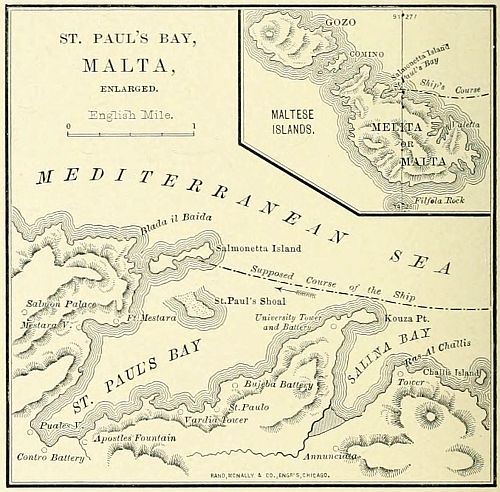 ST. PAUL'S BAY,
MALTA,
ENLARGED.
English Mile.
0 1
GOZO
COMINO
Salmonetta Island
St. Paul's Bay
Ship's Course
MALTESE
ISLANDS.
MELITA
OR
MALTA
Valetta
Filfola Rock
MEDITERRANEAN SEA
Blada il Baida
Salmonetta Island
Supposed Course of the Ship
St. Paul's Shoal
Salmon Palace
Mestara V.
Ft. Mestara
University Tower
and Battery
Kouza Pt.
ST. PAUL'S BAY
SALINA BAY
Ras Al Challis
Challis Island
Tower
Bujeba Battery
St. Paulo
Vardia Tower
Puales V.
Apostles Fountain
Contro Battery
Annunciata
RAND, MCNALLY & CO., ENGR'S, CHICAGO.